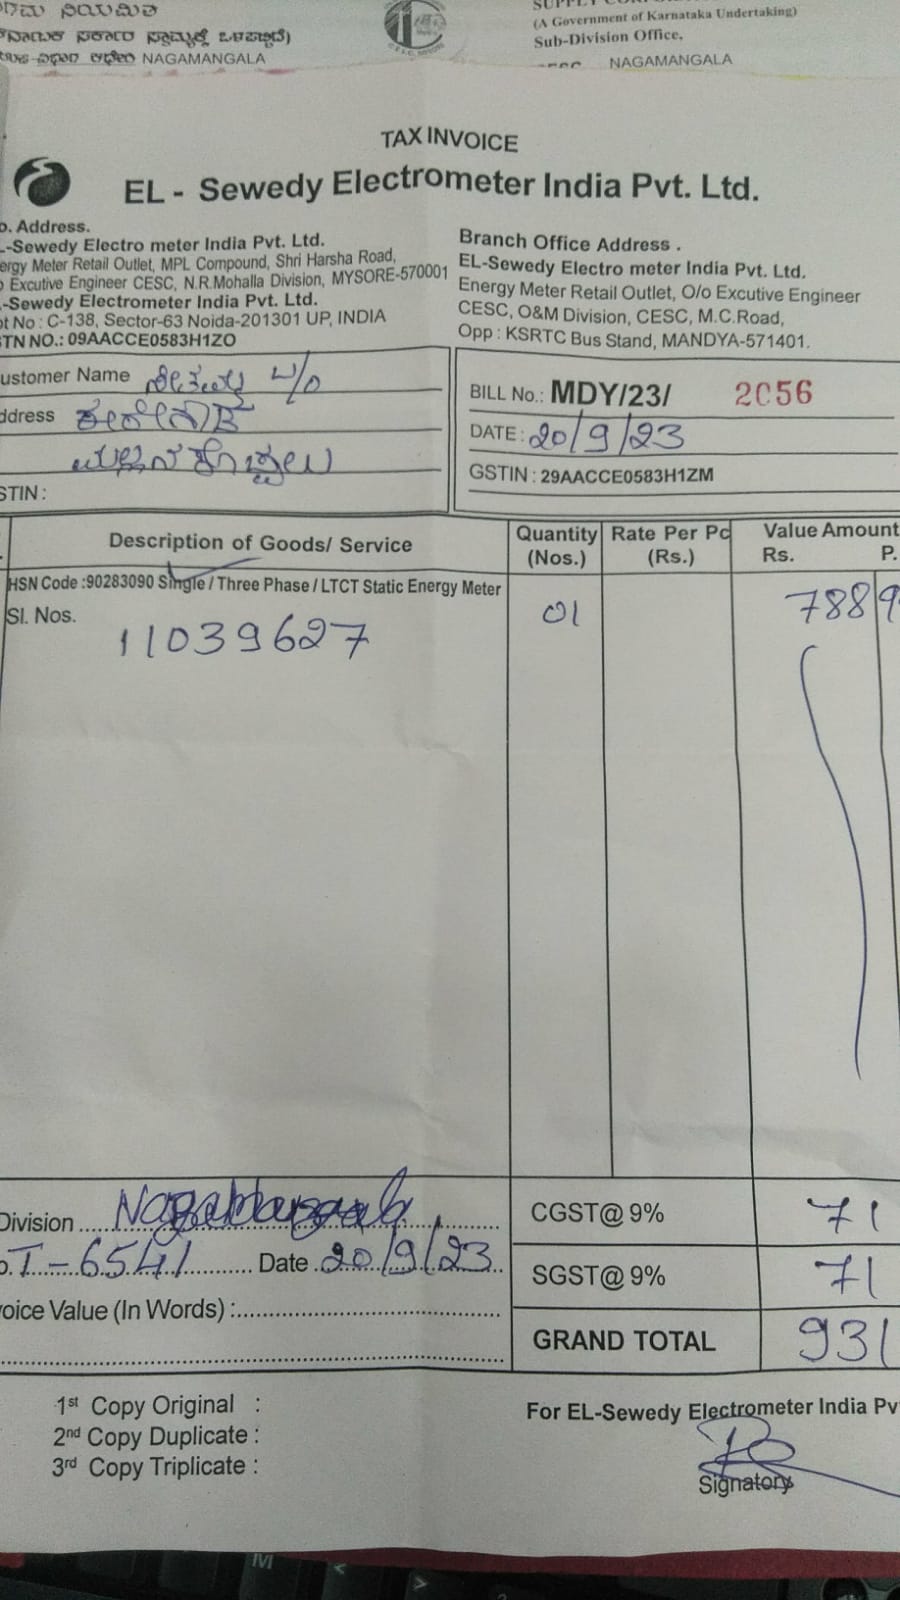 ನಿಗಮ ನಿಯಮಿತ
(A Government of Karnataka Undertaking)
Sub-Division Office,
NAGAMANGALA
NAGAMANGALA
TAX INVOICE
EL - Sewedy Electrometer India Pvt. Ltd.
o. Address.
L-Sewedy Electro meter India Pvt. Ltd.
ergy Meter Retail Outlet, MPL Compound, Shri Harsha Road,
o Excutive Engineer CESC, N.R.Mohalla Division, MYSORE-570001
-Sewedy Electrometer India Pvt. Ltd.
ot No : C-138, Sector-63 Noida-201301 UP, INDIA
STN NO.: 09AACCE0583H1ZO
Branch Office Address .
EL-Sewedy Electro meter India Pvt. Ltd.
Energy Meter Retail Outlet, O/o Excutive Engineer
CESC, O&M Division, CESC, M.C.Road,
Opp : KSRTC Bus Stand, MANDYA-571401.
ustomer Name
ddress
STIN :
BILL No.: MDY/23/ 2056
DATE : 20/9/23
GSTIN : 29AACCE0583H1ZM
Description of Goods/ Service Quantity (Nos.) Rate Per Pc (Rs.) Value Amount Rs. P.
HSN Code :90283090 Single / Three Phase / LTCT Static Energy Meter
Sl. Nos. 11039627 01 788 9
Division
o. T-6541 Date 20/9/23
oice Value (In Words) :
CGST@ 9% 71
SGST@ 9% 71
GRAND TOTAL 931
1st Copy Original :
2nd Copy Duplicate :
3rd Copy Triplicate :
For EL-Sewedy Electrometer India Pv
Signatory